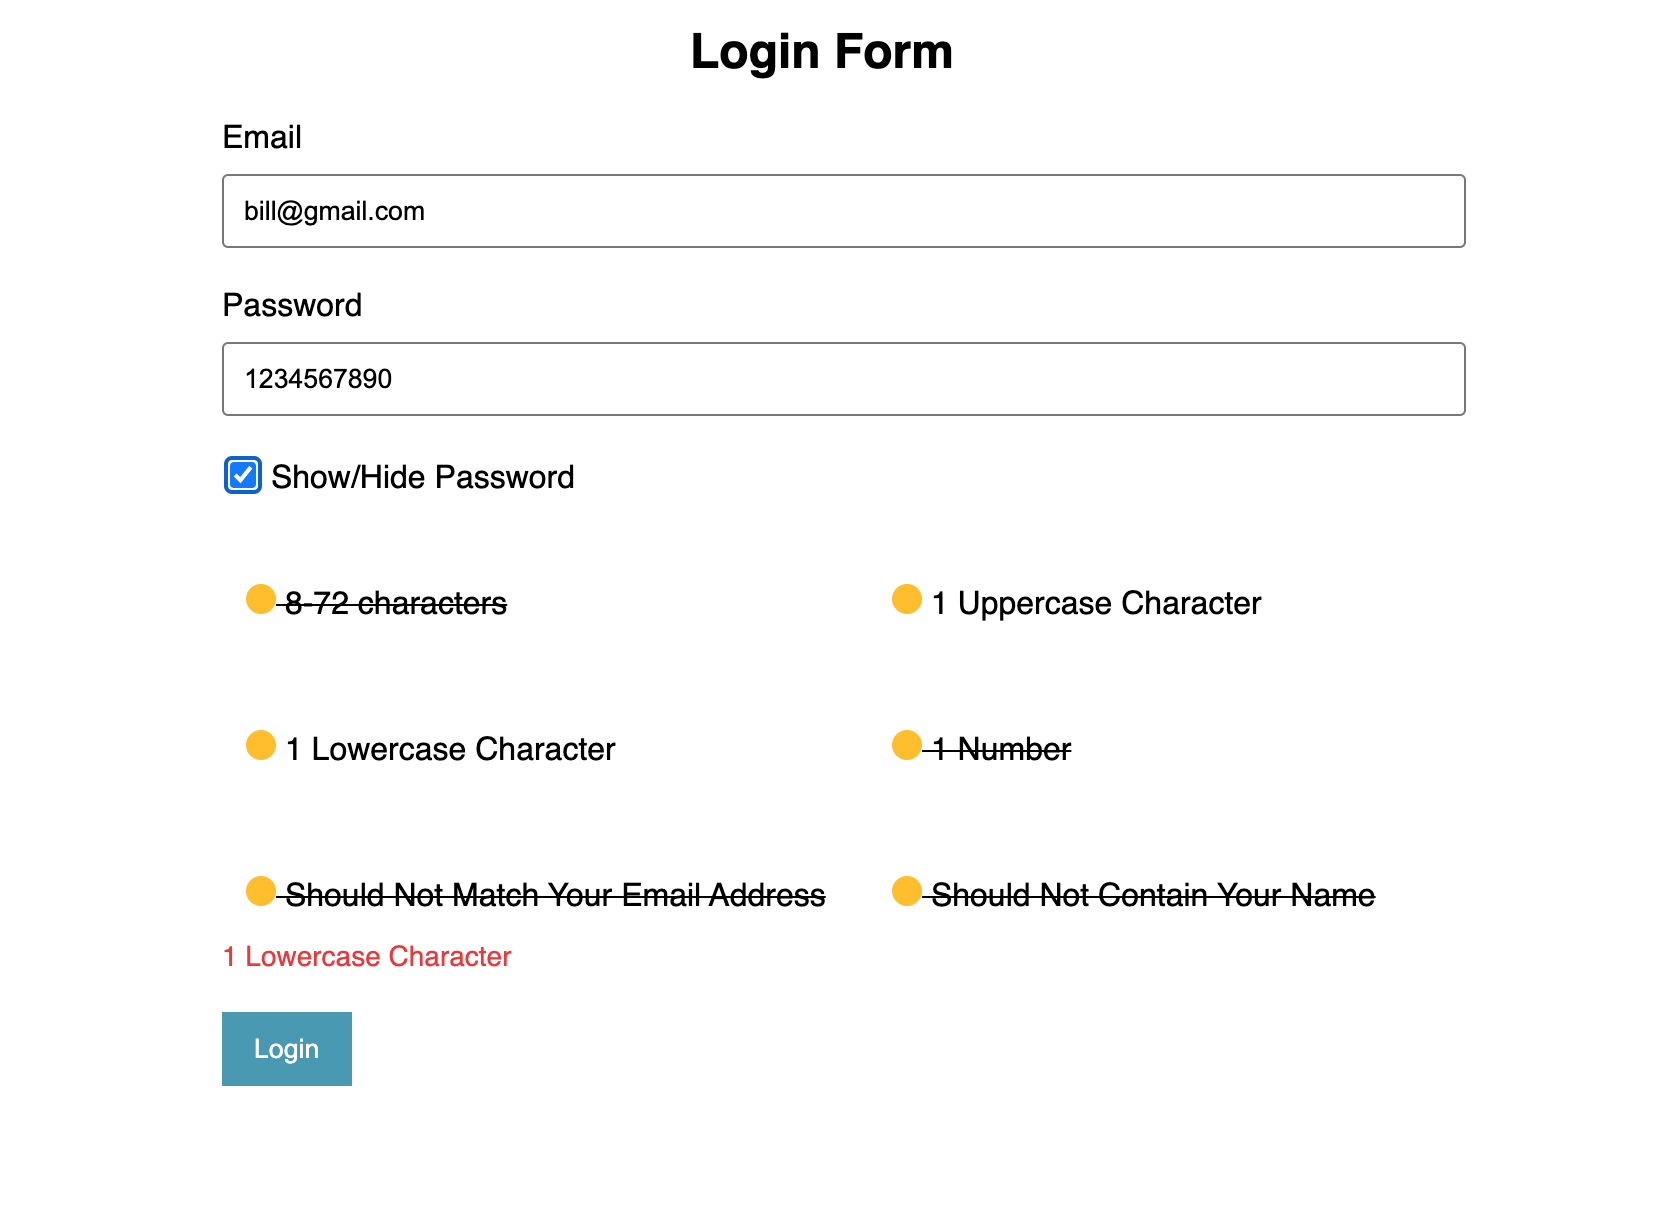 Login Form
Email
bill@gmail.com
Password
1234567890
Show/Hide Password
8-72 characters
1 Uppercase Character
1 Lowercase Character
1 Number
Should Not Match Your Email Address
Should Not Contain Your Name
1 Lowercase Character
Login